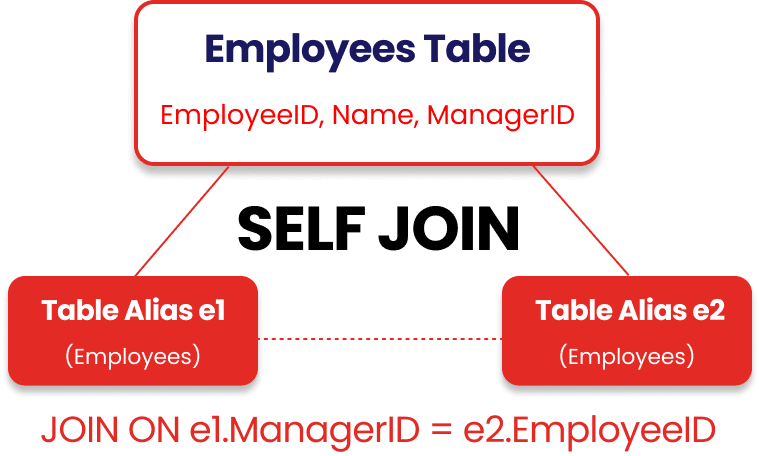 Employees Table
EmployeeID, Name, ManagerID
SELF JOIN
Table Alias e1
(Employees)
Table Alias e2
(Employees)
JOIN ON e1.ManagerID = e2.EmployeeID